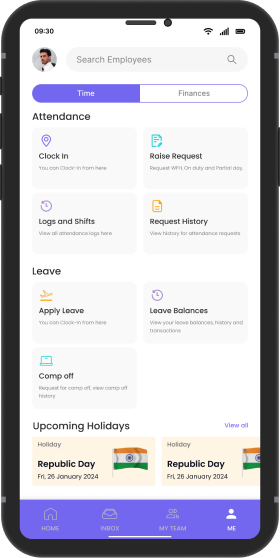 09:30
Search Employees
Time
Finances
Attendance
Clock In
You can Clock-In from here
Raise Request
Request WFH, On duty and Partial day.
Logs and Shifts
View all attendance logs here
Request History
View history for attendance requests
Leave
Apply Leave
You can Clock-In from here
Leave Balances
View your leave balances, history and
transactions
Comp off
Request for comp off, view comp off
history
Upcoming Holidays
View all
Holiday
Republic Day
Fri, 26 January 2024
Holiday
Republic Day
Fri, 26 January 2024
HOME
INBOX
MY TEAM
ME